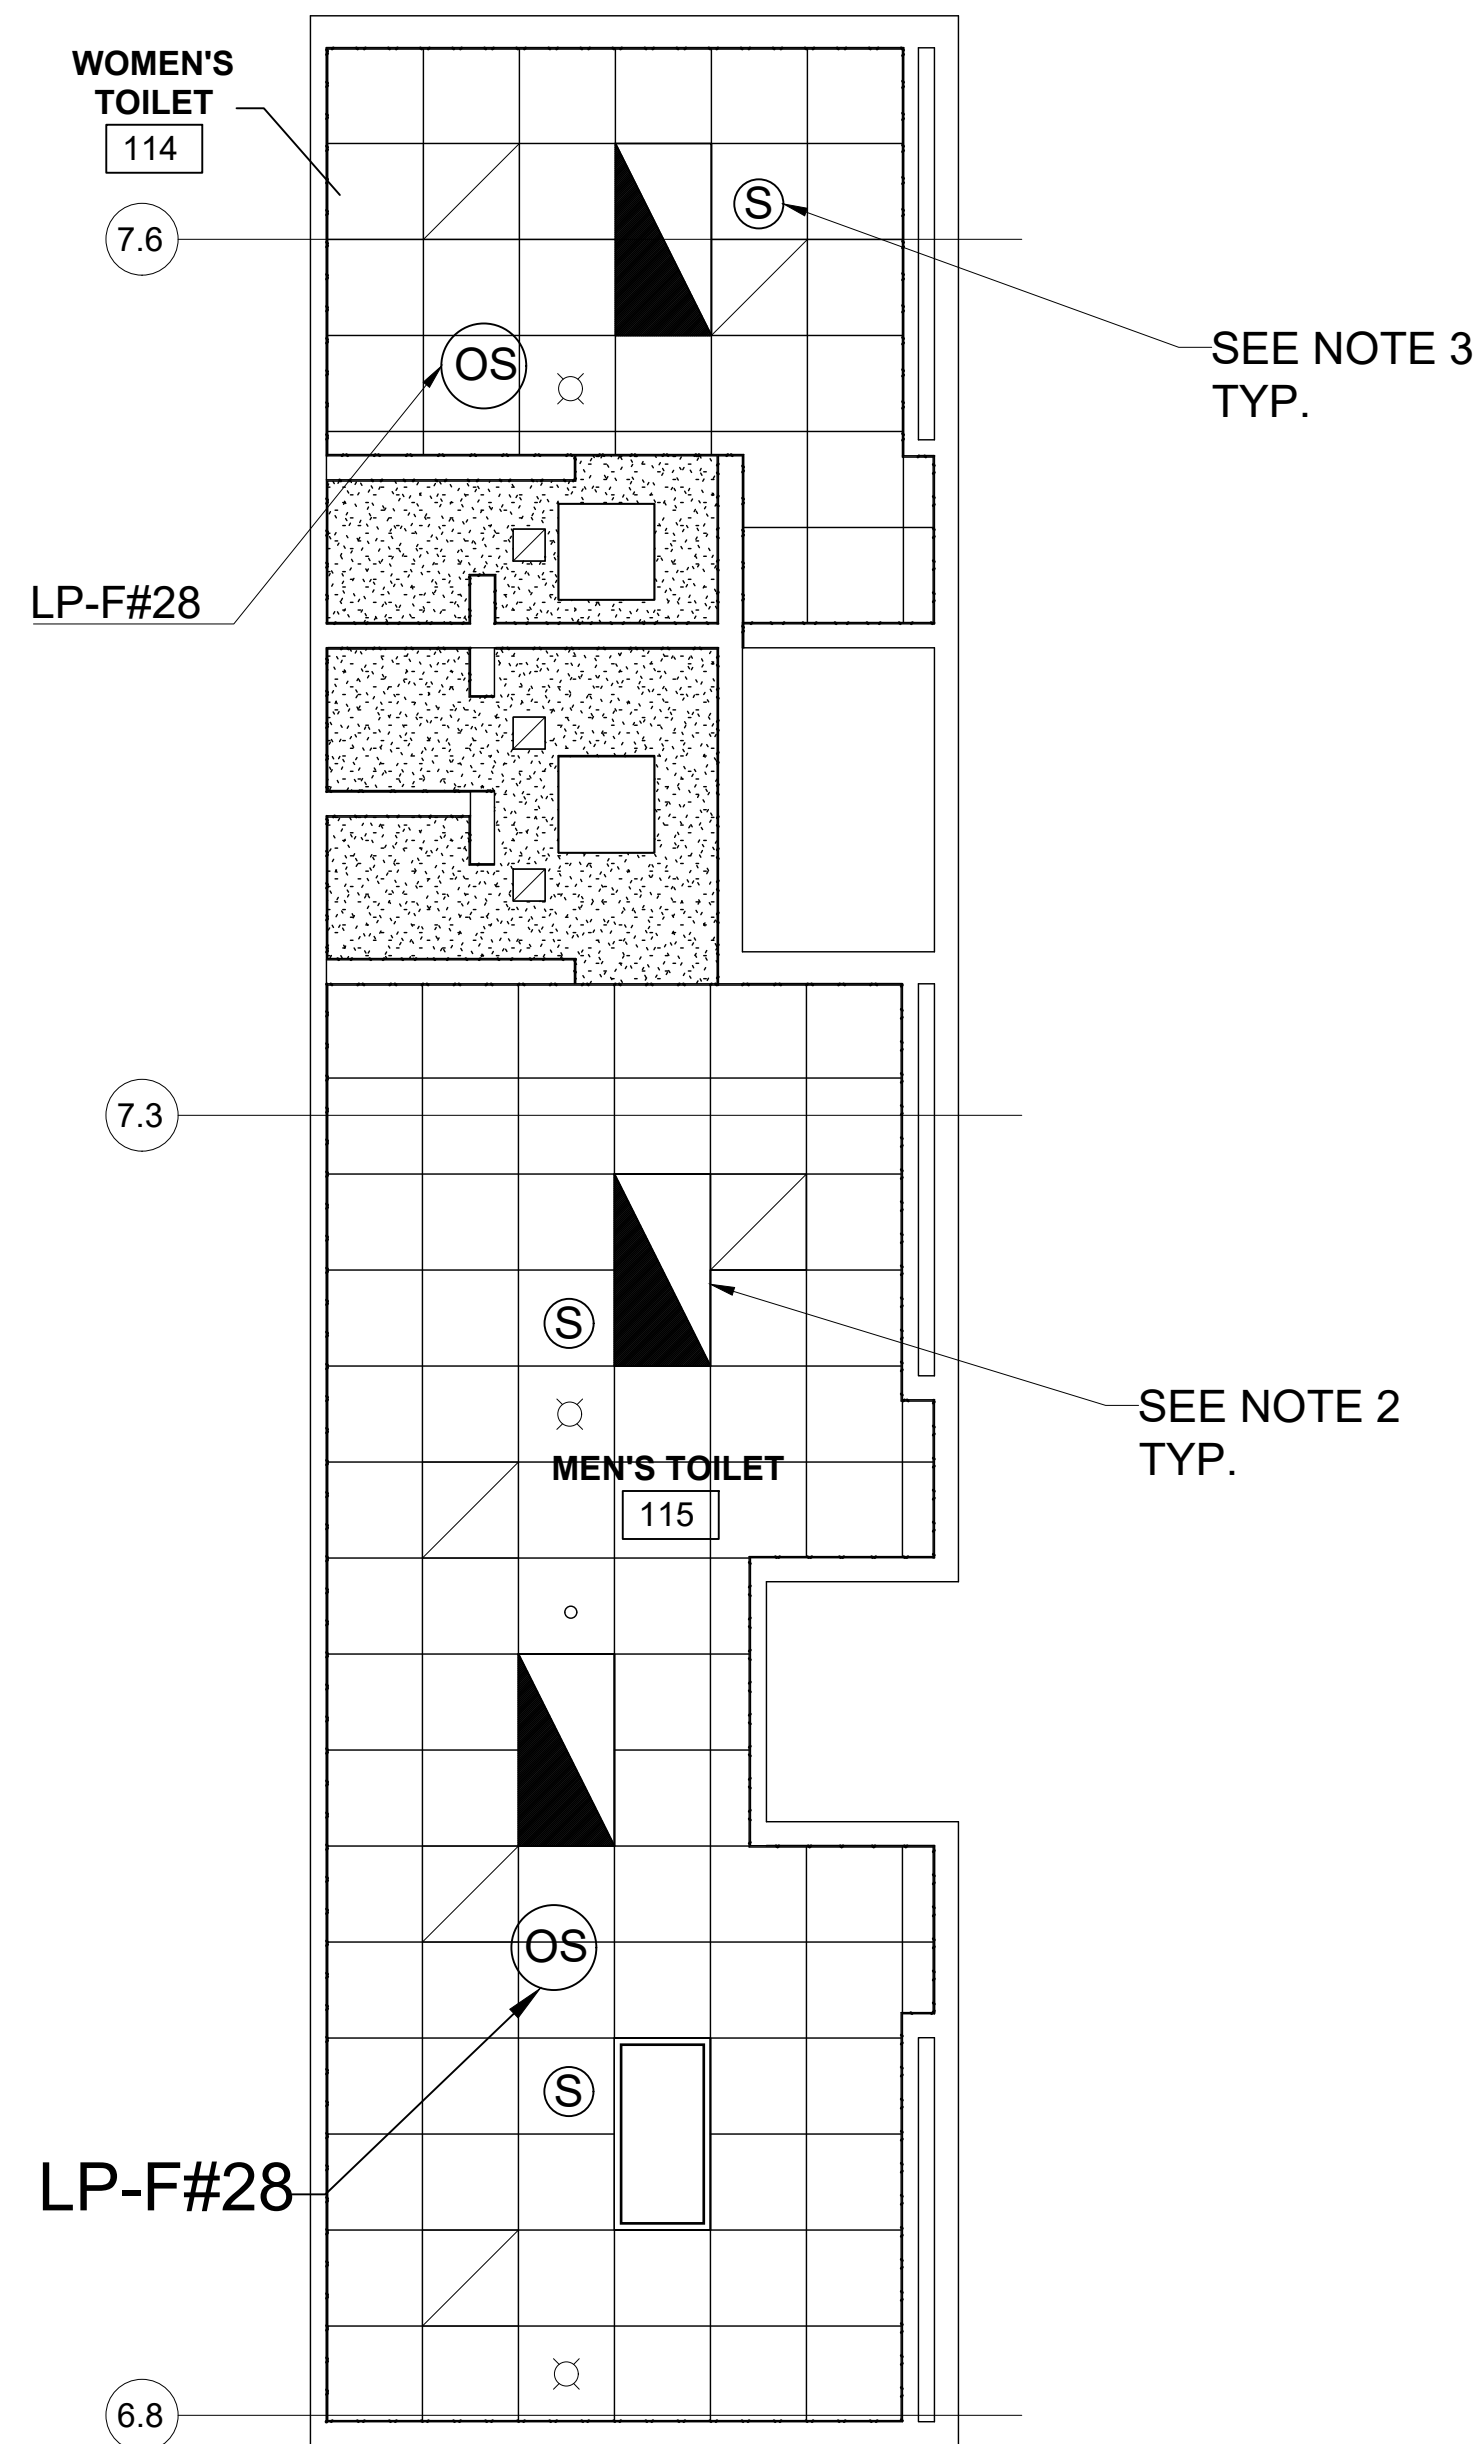 WOMEN'S
TOILET
114
7.6
S
SEE NOTE 3
TYP.
OS
LP-F#28
7.3
S
SEE NOTE 2
TYP.
MEN'S TOILET
115
OS
S
LP-F#28
6.8